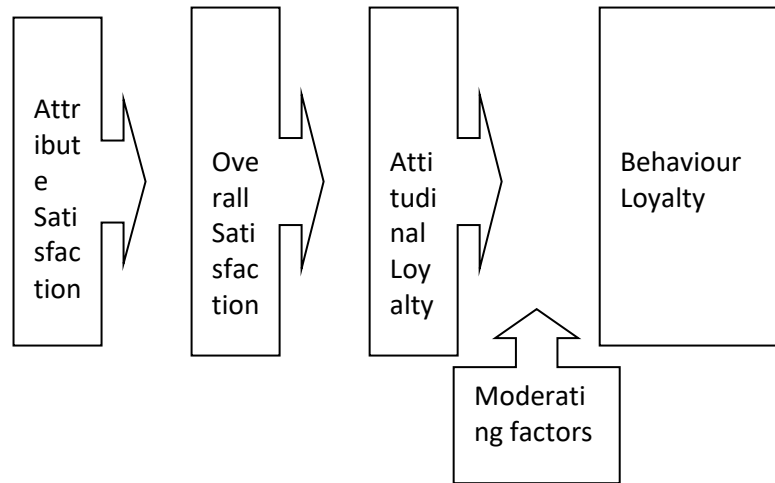 Attr
ibut
e
Sati
sfac
tion
Ove
rall
Sati
sfac
tion
Atti
tudi
nal
Loy
alty
Behaviour
Loyalty
Moderati
ng factors